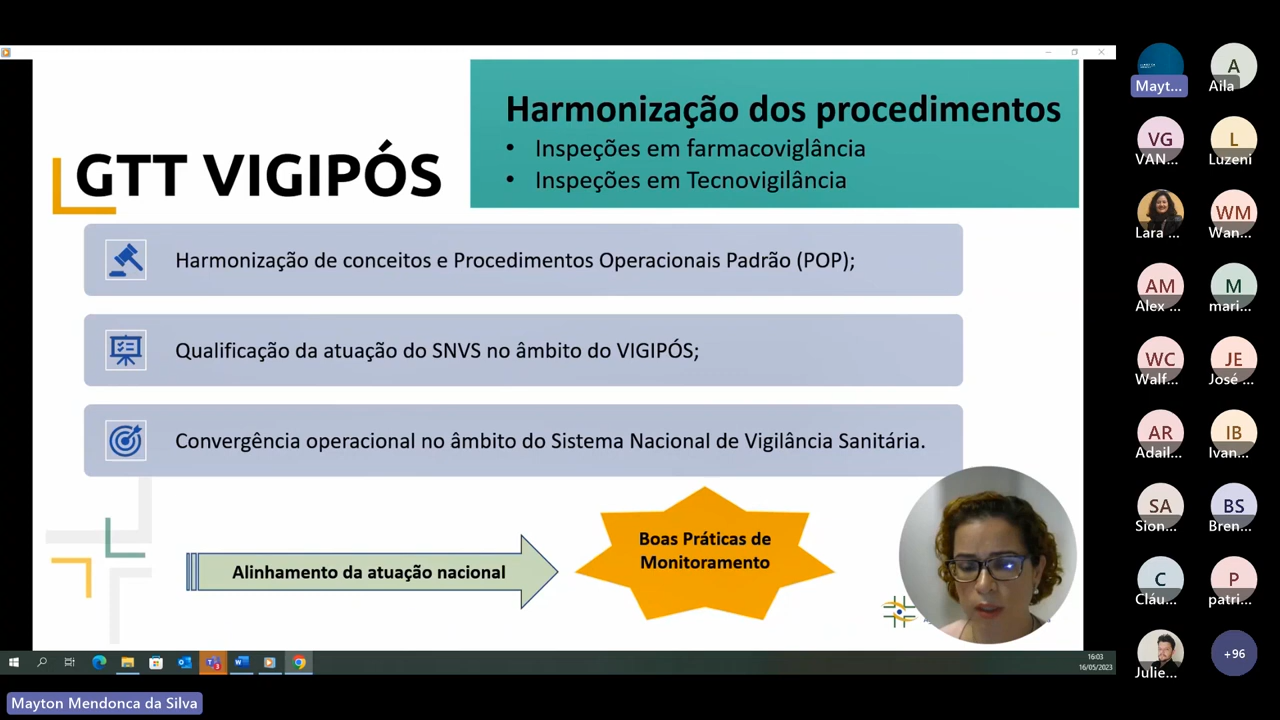 GTT VIGIPÓS
Harmonização dos procedimentos
• Inspeções em farmacoviglância
• Inspeções em Tecnovigilância
Harmonização de conceitos e Procedimentos Operacionais Padrão (POP);
Qualificação da atuação do SNVS no âmbito do VIGIPÓS;
Convergência operacional no âmbito do Sistema Nacional de Vigilância Sanitária.
Alinhamento da atuação nacional
Boas Práticas de
Monitoramento
16:03
16/05/2023
Mayton Mendonca da Silva
Mayt...
A
Aila
VG
VAN...
L
Luzeni
Lara ...
WM
Wan...
AM
Alex ...
M
mari...
WC
Walf...
JE
José ...
AR
Adail...
IB
Ivan...
SA
Sion...
BS
Bren...
C
Cláu...
P
patri...
Julie...
+96